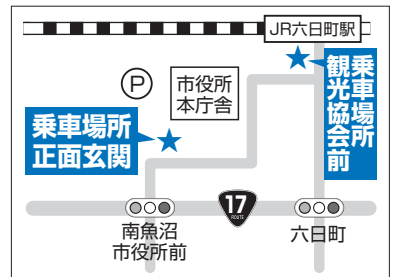 JR六日町駅
乗車場所
観光協会前
P
市役所
本庁舎
乗車場所
正面玄関
17
ROUTE
南魚沼
市役所前
六日町